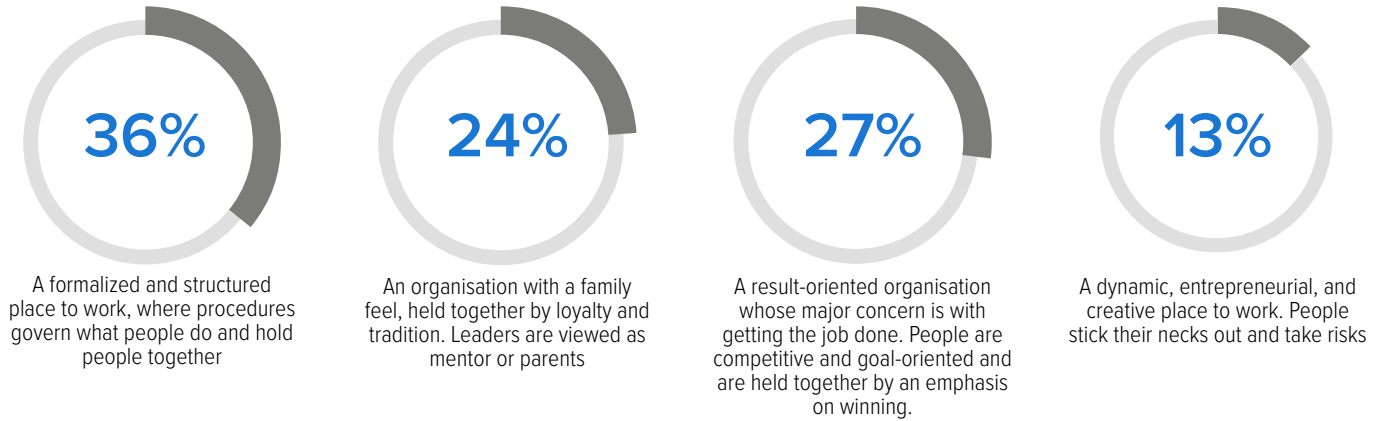 36%
A formalized and structured
place to work, where procedures
govern what people do and hold
people together
24%
An organisation with a family
feel, held together by loyalty and
tradition. Leaders are viewed as
mentor or parents
27%
A result-oriented organisation
whose major concern is with
getting the job done. People are
competitive and goal-oriented and
are held together by an emphasis
on winning.
13%
A dynamic, entrepreneurial, and
creative place to work. People
stick their necks out and take risks